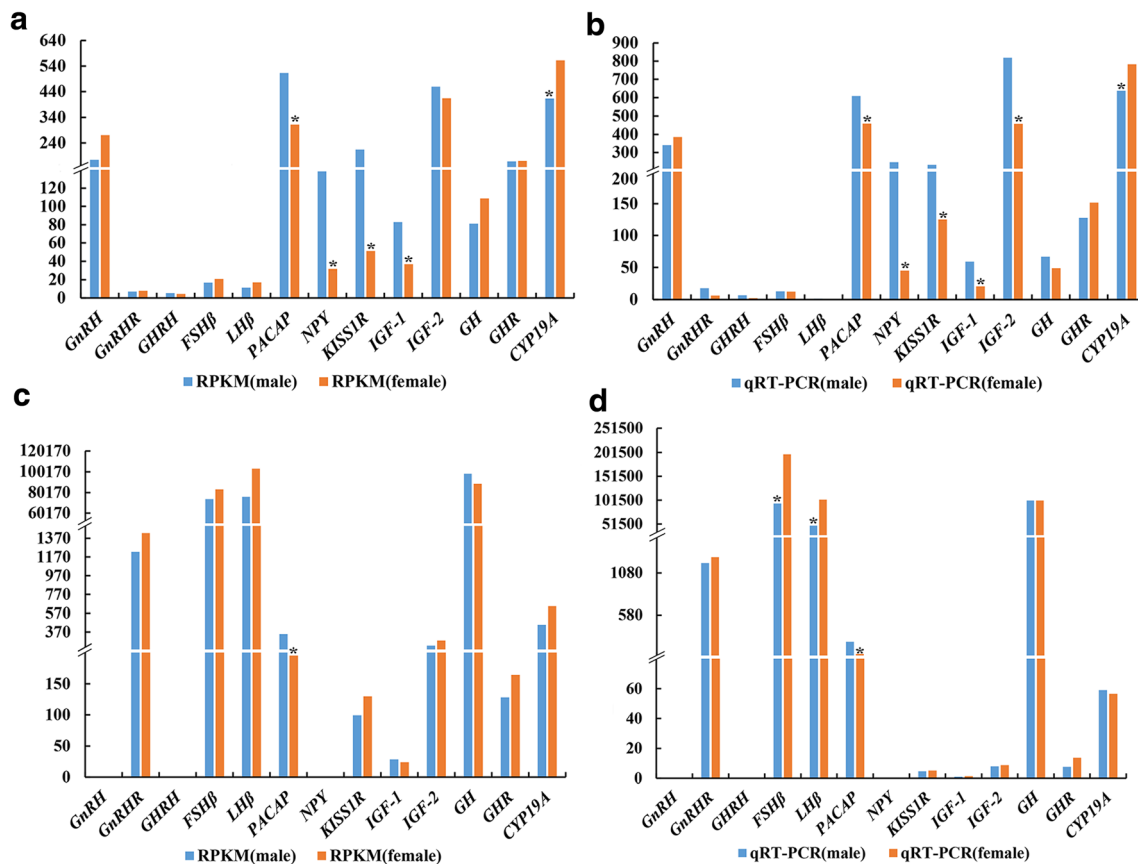 a
640
540
440
340
240
120
100
80
60
40
20
0
*
*
*
*
*
GnRH
GnRHR
GHRH
FSHβ
LHβ
PACAP
NPY
KISS1R
IGF-1
IGF-2
GH
GHR
CYP19A
RPKM(male) RPKM(female)
b
900
800
700
600
500
400
300
200
150
100
50
0
*
*
*
*
*
*
GnRH
GnRHR
GHRH
FSHβ
LHβ
PACAP
NPY
KISS1R
IGF-1
IGF-2
GH
GHR
CYP19A
qRT-PCR(male) qRT-PCR(female)
c
120170
100170
80170
60170
1370
1170
970
770
570
370
150
100
50
0
*
GnRH
GnRHR
GHRH
FSHβ
LHβ
PACAP
NPY
KISS1R
IGF-1
IGF-2
GH
GHR
CYP19A
RPKM(male) RPKM(female)
d
251500
201500
151500
101500
51500
1080
580
60
40
20
0
*
*
*
GnRH
GnRHR
GHRH
FSHβ
LHβ
PACAP
NPY
KISS1R
IGF-1
IGF-2
GH
GHR
CYP19A
qRT-PCR(male) qRT-PCR(female)